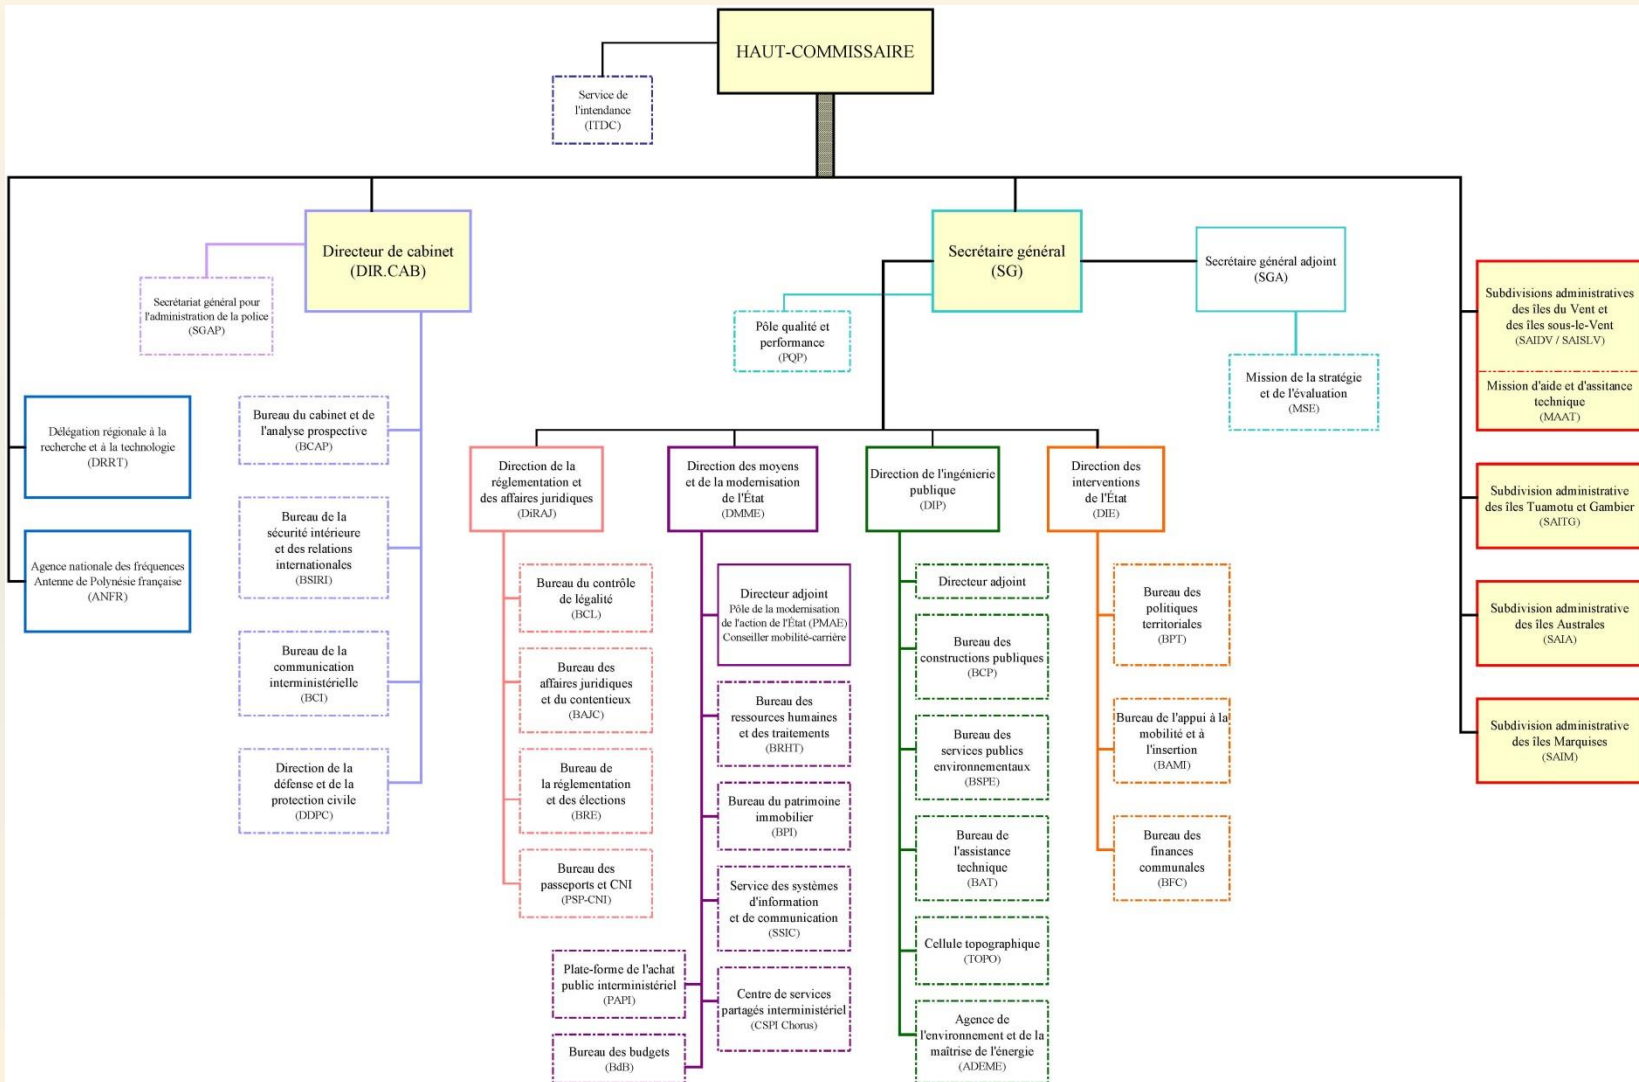 HAUT-COMMISSAIRE
Service de
l'intendance
(ITDC)
Directeur de cabinet
(DIR.CAB)
Secrétariat général pour
l'administration de la police
(SGAP)
Secrétaire général
(SG)
Secrétaire général adjoint
(SGA)
Pôle qualité et
performance
(PQP)
Mission de la stratégie
et de l'évaluation
(MSE)
Subdivisions administratives
des îles du Vent et
des îles sous-le-Vent
(SAIDV / SAISLV)
Mission d'aide et d'assitance
technique
(MAAT)
Subdivision administrative
des îles Tuamotu et Gambier
(SAITG)
Subdivision administrative
des îles Australes
(SAIA)
Subdivision administrative
des îles Marquises
(SAIM)
Délégation régionale à la
recherche et à la technologie
(DRRT)
Agence nationale des fréquences
Antenne de Polynésie française
(ANFR)
Bureau du cabinet et de
l'analyse prospective
(BCAP)
Bureau de la
sécurité intérieure
et des relations
internationales
(BSIRI)
Bureau de la
communication
interministérielle
(BCI)
Direction de la
défense et de la
protection civile
(DDPC)
Direction de la
réglementation et
des affaires juridiques
(DiRAJ)
Bureau du contrôle
de légalité
(BCL)
Bureau des
affaires juridiques
et du contentieux
(BAJC)
Bureau de
la réglementation
et des élections
(BRE)
Bureau des
passeports et CNI
(PSP-CNI)
Direction des moyens
et de la modernisation
de l'État
(DMME)
Directeur adjoint
Pôle de la modernisation
de l'action de l'État (PMAE)
Conseiller mobilité-carrière
Bureau des
ressources humaines
et des traitements
(BRHT)
Bureau du patrimoine
immobilier
(BPI)
Service des systèmes
d'information
et de communication
(SSIC)
Plate-forme de l'achat
public interministériel
(PAPI)
Centre de services
partagés interministériel
(CSPI Chorus)
Bureau des budgets
(BdB)
Direction de l'ingénierie
publique
(DIP)
Directeur adjoint
Bureau des
constructions publiques
(BCP)
Bureau des
services publics
environnementaux
(BSPE)
Bureau de
l'assistance
technique
(BAT)
Cellule topographique
(TOPO)
Agence de
l'environnement et de la
maîtrise de l'énergie
(ADEME)
Direction des
interventions
de l'État
(DIE)
Bureau des
politiques
territoriales
(BPT)
Bureau de l'appui à la
mobilité et à
l'insertion
(BAMI)
Bureau des
finances
communales
(BFC)